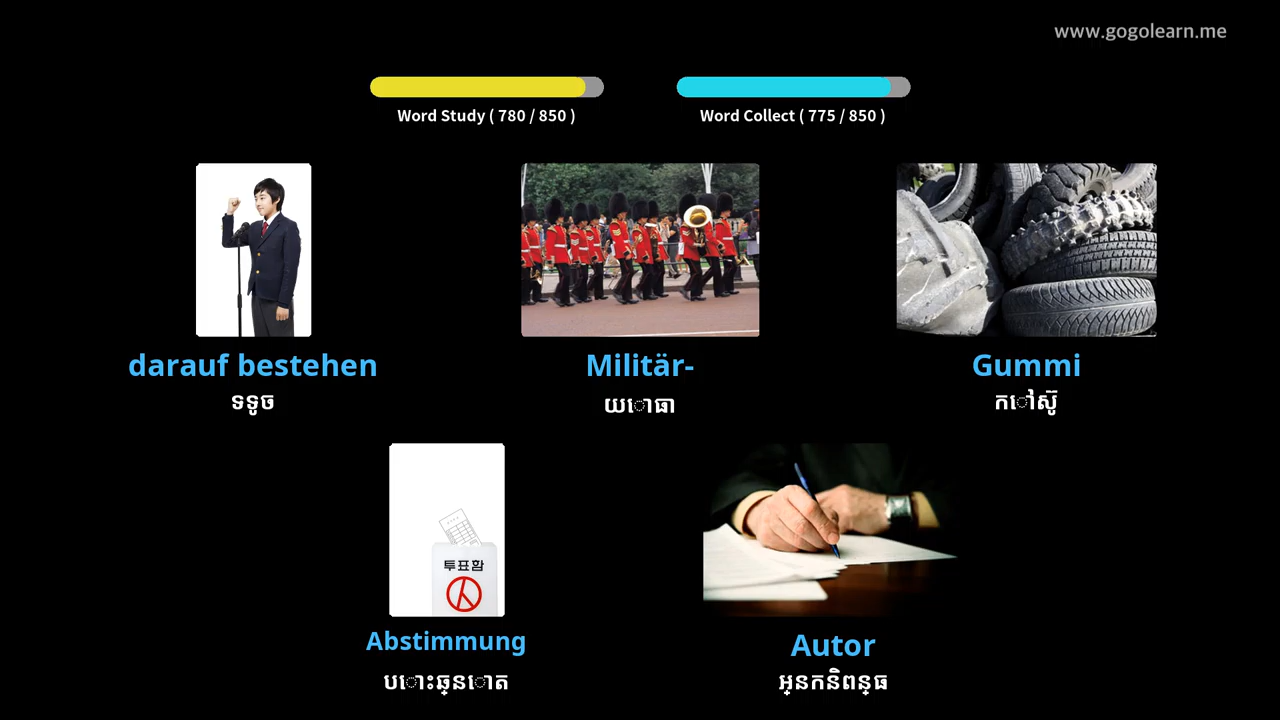 www.gogolearn.me
Word Study ( 780 / 850 )
Word Collect ( 775 / 850 )
darauf bestehen
ទទូច
Militär-
យោធា
Gummi
កៅស៊ូ
투표함
Abstimmung
បោះឆ្នោត
Autor
អ្នកនិពន្ធ